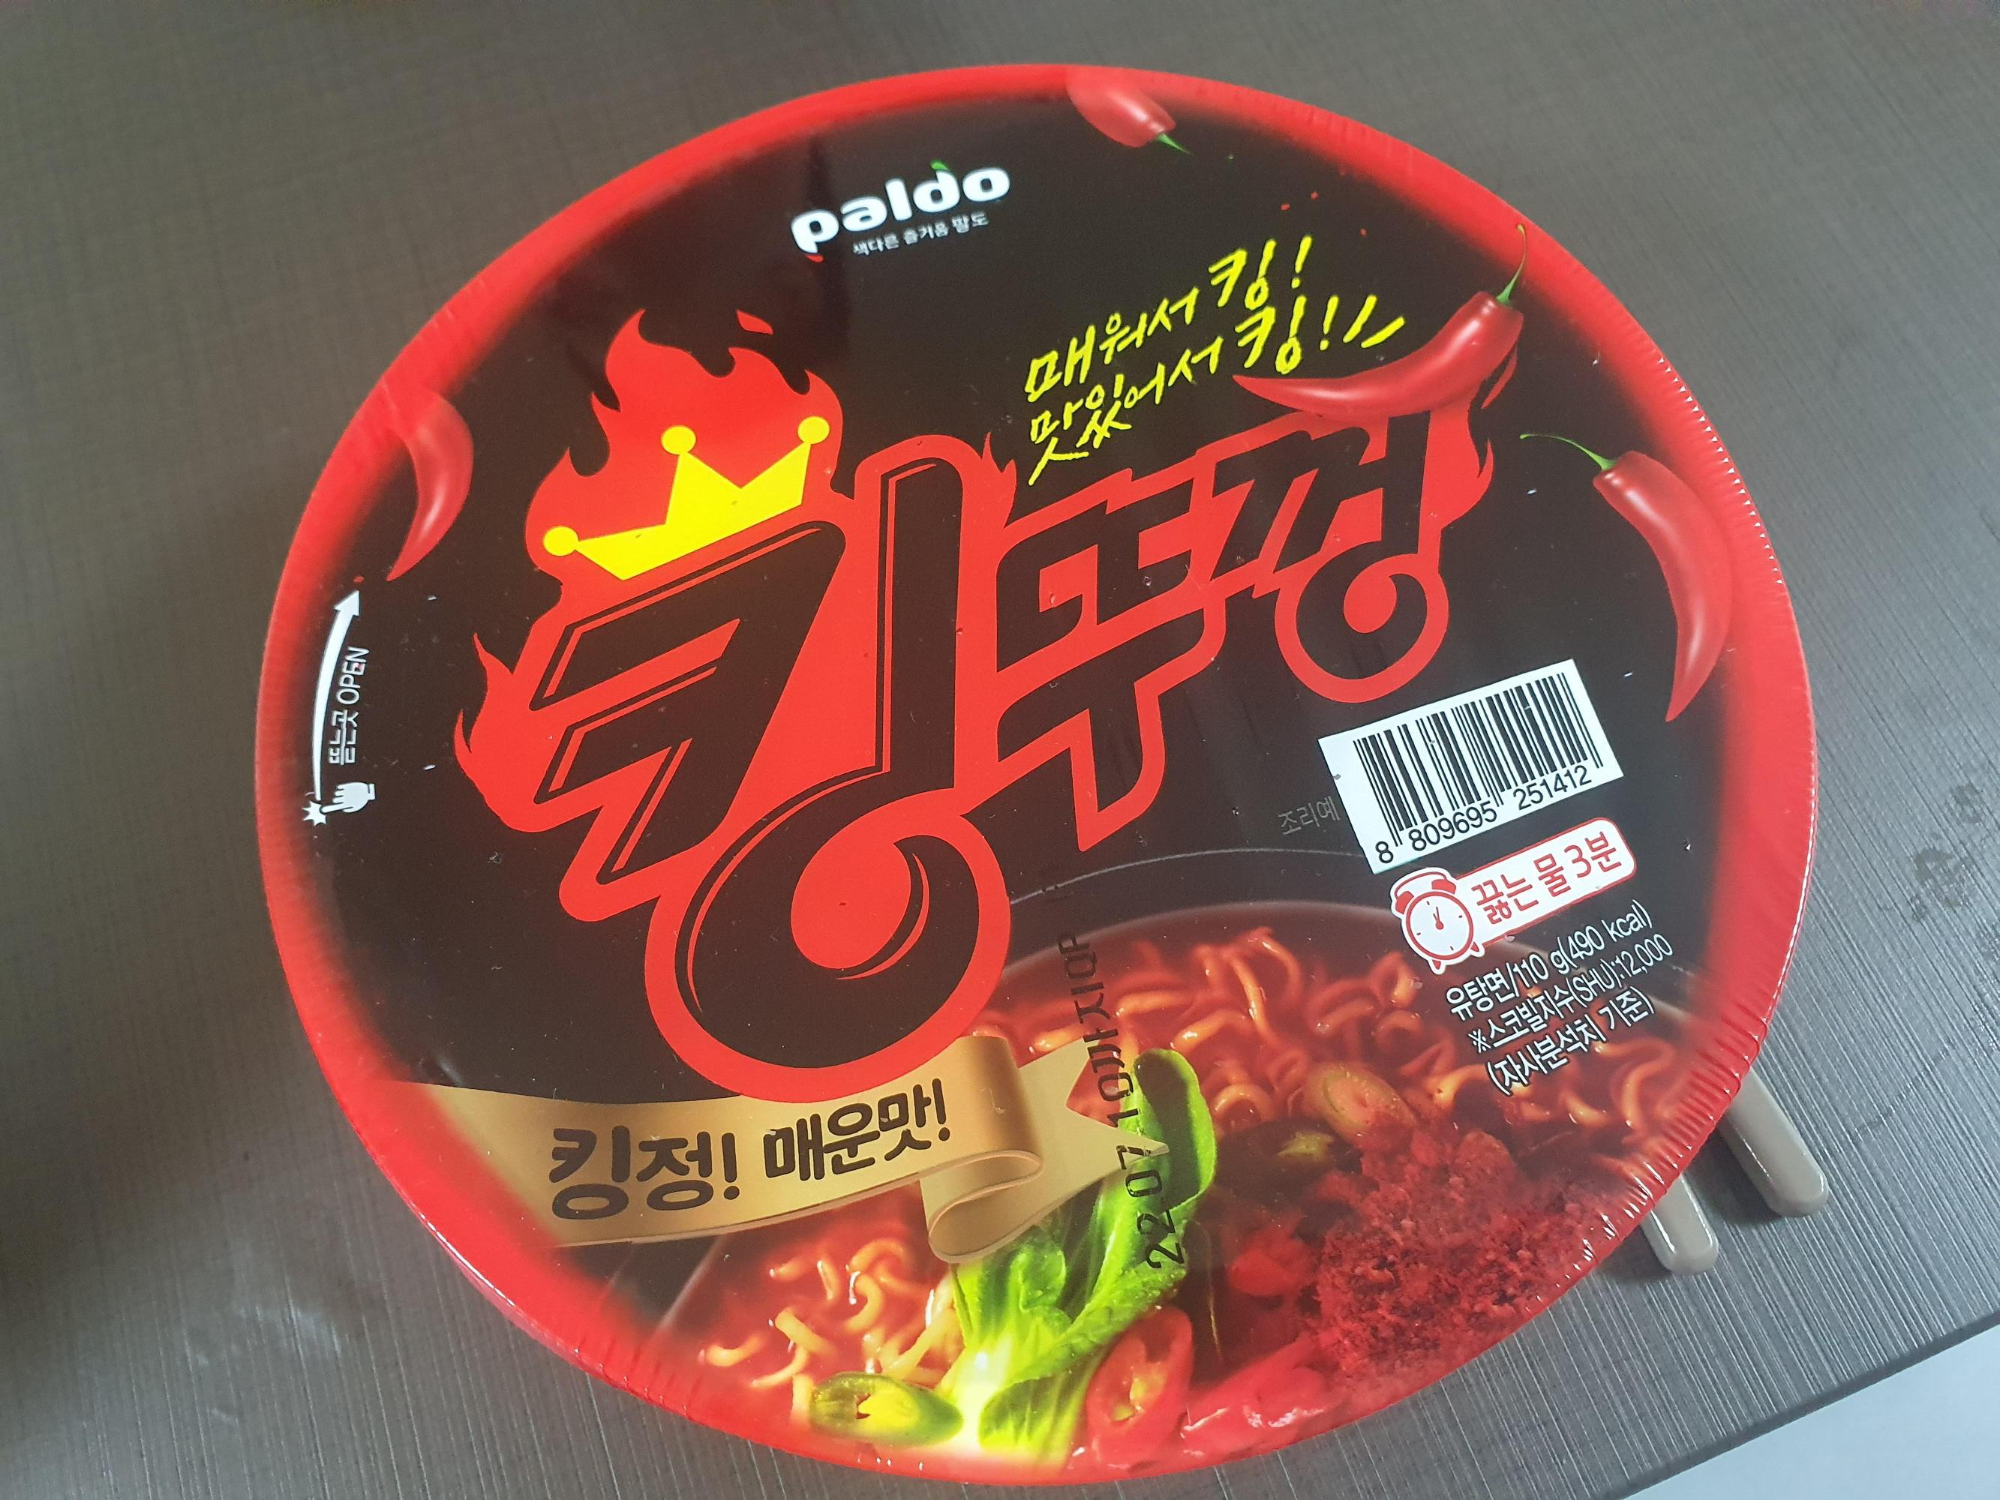 paldo
색다른 즐거움 팔도
매워서 킹!
맛있어서 킹!!
킹뚜껑
뜯는곳 OPEN
조리예
8 809695 251412
끓는 물 3분
유탕면/110 g(490 kcal)
※스코빌지수(SHU):12,000
(자사분석치 기준)
킹정! 매운맛!
22.07.10까지IQP